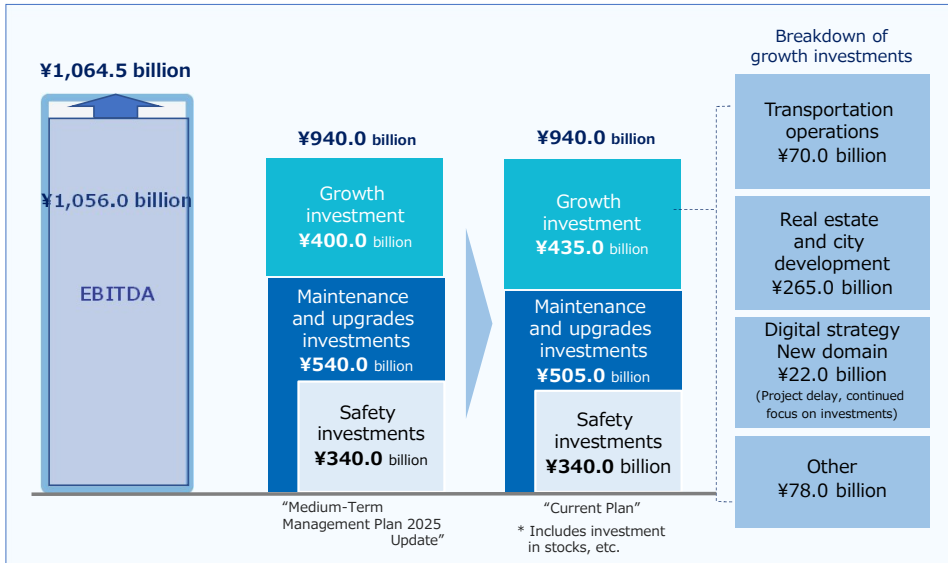 ¥1,064.5 billion
¥1,056.0 billion
EBITDA
¥940.0 billion
Growth
investment
¥400.0 billion
Maintenance
and upgrades
investments
¥540.0 billion
Safety
investments
¥340.0 billion
“Medium-Term
Management Plan 2025
Update”
¥940.0 billion
Growth
investment
¥435.0 billion
Maintenance
and upgrades
investments
¥505.0 billion
Safety
investments
¥340.0 billion
“Current Plan”
* Includes investment
in stocks, etc.
Breakdown of
growth investments
Transportation
operations
¥70.0 billion
Real estate
and city
development
¥265.0 billion
Digital strategy
New domain
¥22.0 billion
(Project delay, continued
focus on investments)
Other
¥78.0 billion